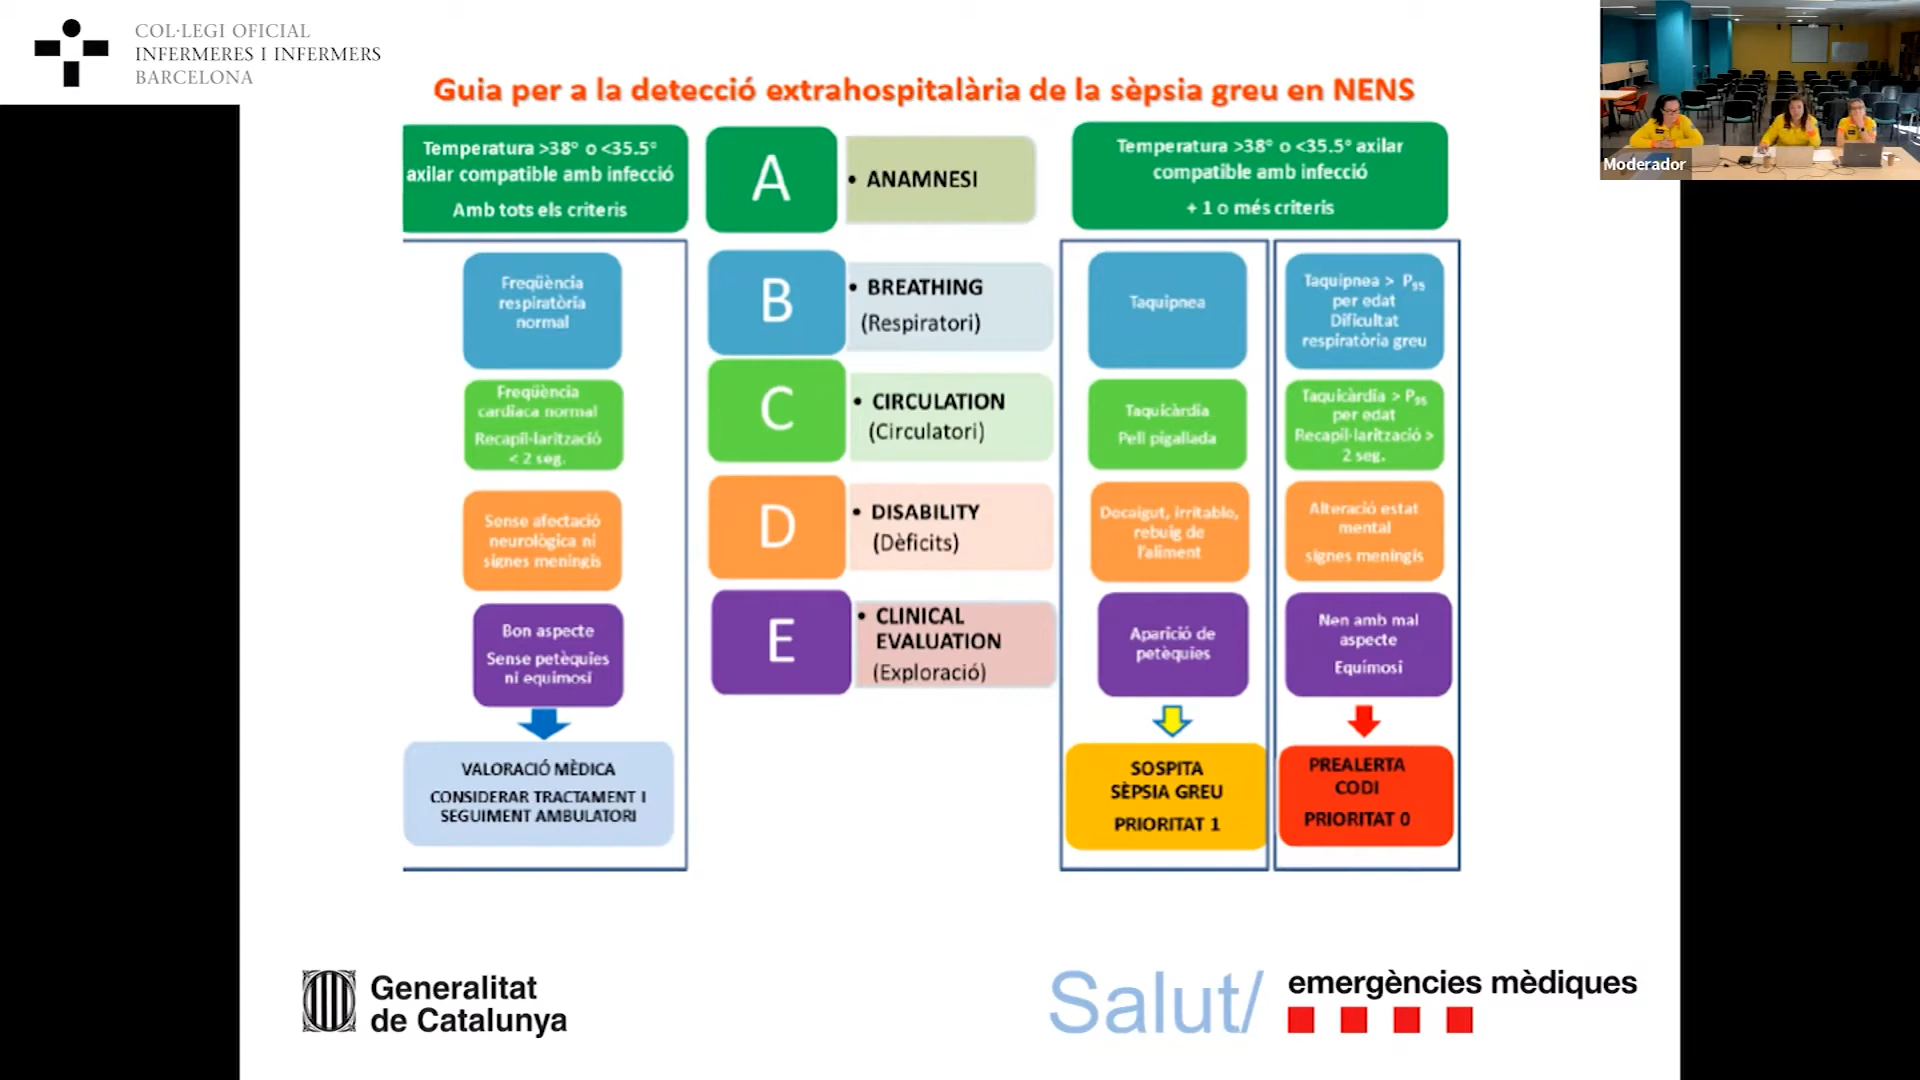 COL·LEGI OFICIAL
INFERMERES I INFERMERS
BARCELONA
Moderador
Guia per a la detecció extrahospitalària de la sèpsia greu en NENS
Temperatura >38° o <35.5°
axilar compatible amb infecció
Amb tots els criteris
A
• ANAMNESI
Temperatura >38° o <35.5° axilar
compatible amb infecció
+ 1 o més criteris
Freqüència
respiratòria
normal
B
• BREATHING
(Respiratori)
Taquipnea
Taquipnea > P95
per edat
Dificultat
respiratòria greu
Freqüència
cardíaca normal
Recapil·larització
< 2 seg.
C
• CIRCULATION
(Circulatori)
Taquicàrdia
Pell pigallada
Taquicàrdia > P95
per edat
Recapil·larització >
2 seg.
Sense afectació
neurològica ni
signes meningis
D
• DISABILITY
(Dèficits)
Decaigut, irritable,
rebuig de
l'aliment
Alteració estat
mental
signes meningis
Bon aspecte
Sense petèquies
ni equimosi
E
• CLINICAL
EVALUATION
(Exploració)
Aparició de
petèquies
Nen amb mal
aspecte
Equimosi
VALORACIÓ MÈDICA
CONSIDERAR TRACTAMENT I
SEGUIMENT AMBULATORI
SOSPITA
SÈPSIA GREU
PRIORITAT 1
PREALERTA
CODI
PRIORITAT 0
Generalitat
de Catalunya
Salut/
emergències mèdiques